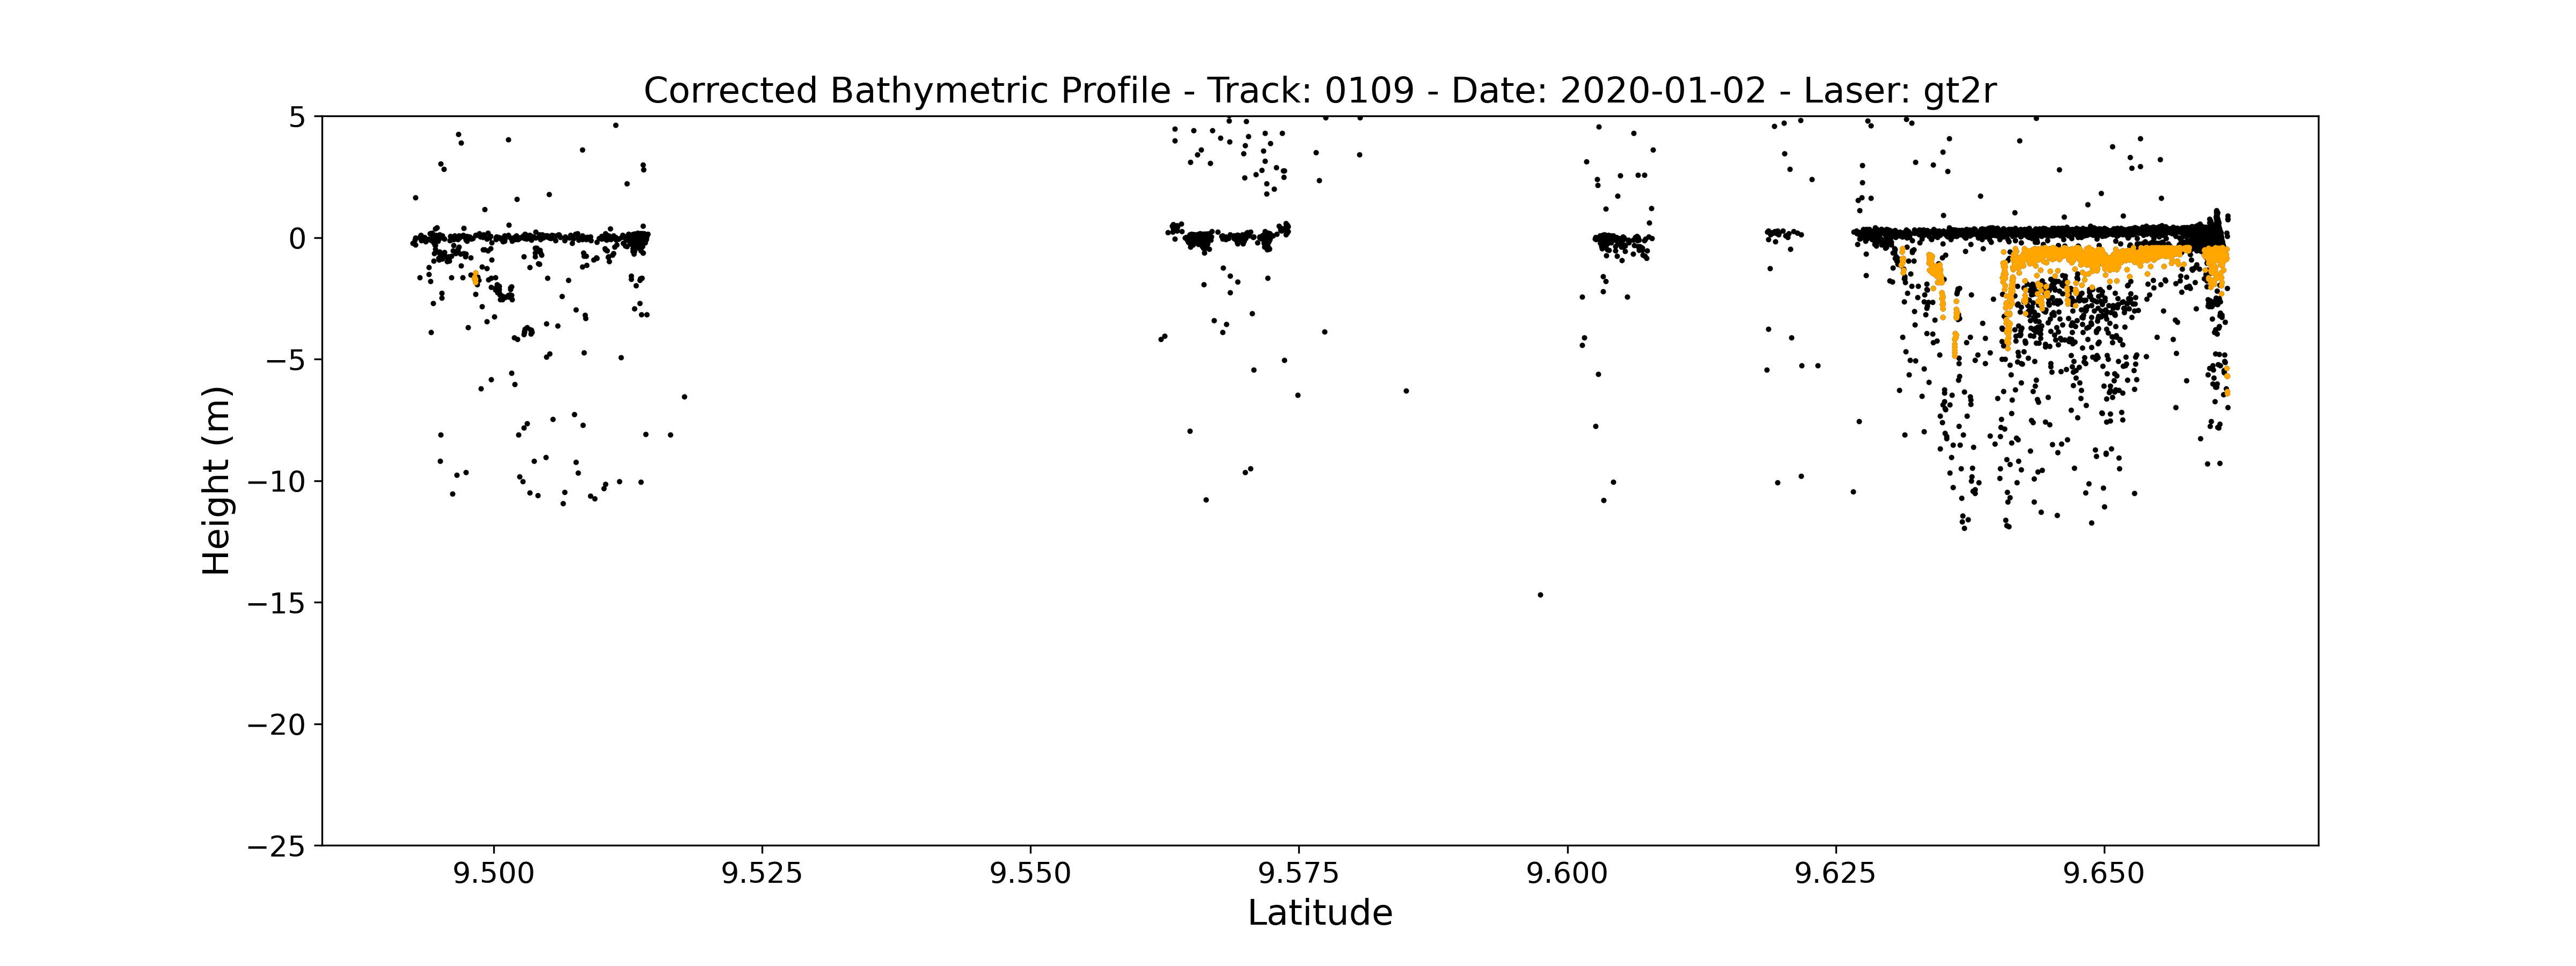 Corrected Bathymetric Profile - Track: 0109 - Date: 2020-01-02 - Laser: gt2r
5
0
−5
−10
−15
−20
−25
Height (m)
9.500 9.525 9.550 9.575 9.600 9.625 9.650
Latitude